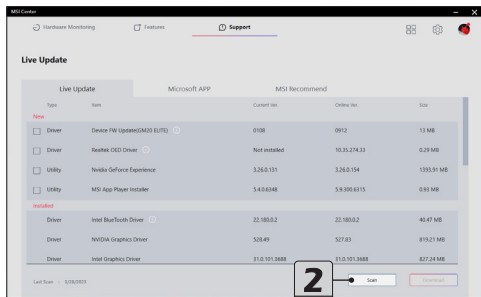 MSI Center
Hardware Monitoring Features Support
Live Update
Live Update Microsoft APP MSI Recommend
Type Item Current Ver. Online Ver. Size
New
Driver Device FW Update(GM20 ELITE) 0108 0912 13 MB
Driver Realtek OED Driver Not installed 10.35.274.33 0.29 MB
Utility Nvidia GeForce Experience 3.26.0.131 3.26.0.154 1393.91 MB
Utility MSI App Player Installer 5.4.0.6348 5.9.300.6315 0.93 MB
Installed
Driver Intel BlueTooth Driver 22.180.0.2 22.180.0.2 40.47 MB
Driver NVIDIA Graphics Driver 528.49 527.83 819.21 MB
Driver Intel Graphics Driver 31.0.101.3688 31.0.101.3688 827.24 MB
Last Scan : 3/28/2023 2 Scan Download